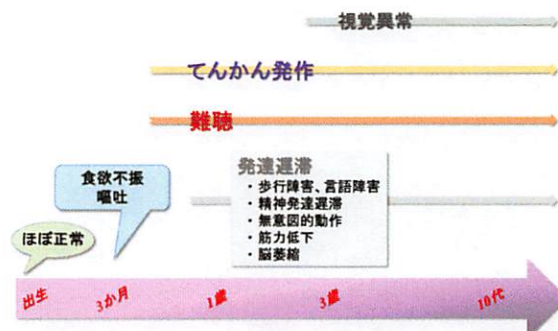 視覚異常
てんかん発作
難聴
発達遅滞
・歩行障害、言語障害
・精神発達遅滞
・無意図的動作
・筋力低下
・脳萎縮
食欲不振
嘔吐
ほぼ正常
出生
3か月
1歳
3歳
10代